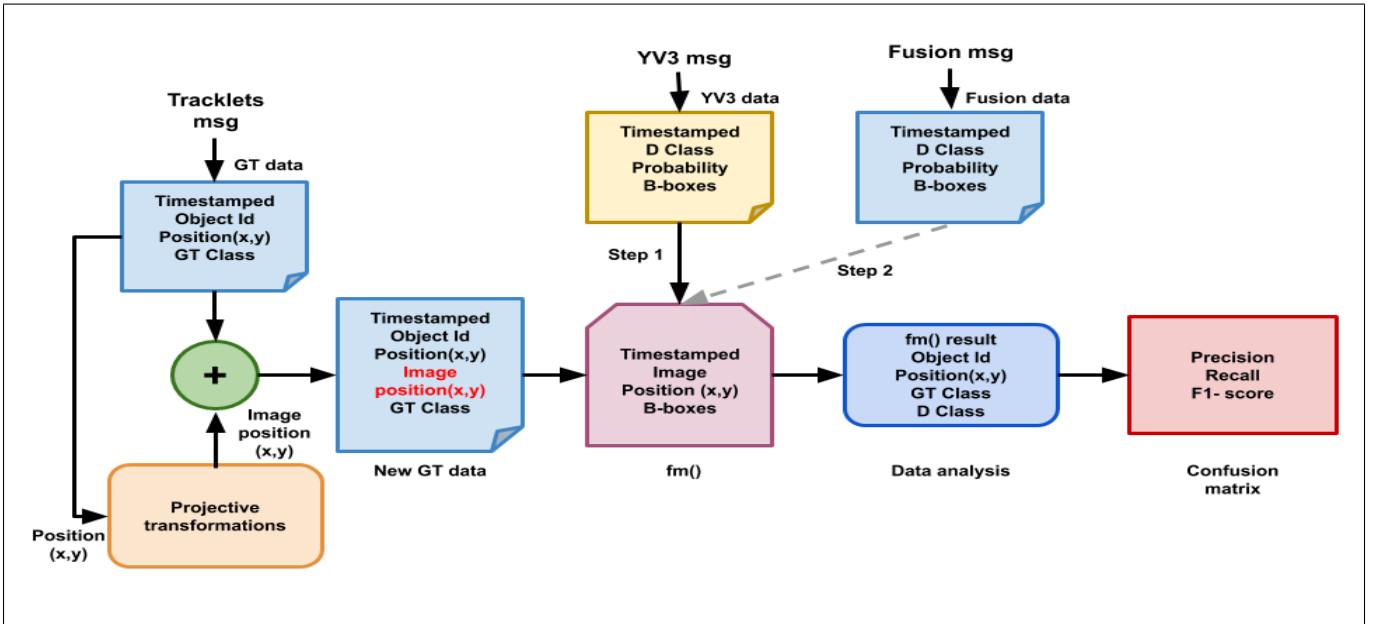 Tracklets
msg
GT data
Timestamped
Object Id
Position(x,y)
GT Class
+
Image
position
(x,y)
Projective
transformations
Position
(x,y)
Timestamped
Object Id
Position(x,y)
Image
position(x,y)
GT Class
New GT data
YV3 msg
YV3 data
Timestamped
D Class
Probability
B-boxes
Step 1
Fusion msg
Fusion data
Timestamped
D Class
Probability
B-boxes
Step 2
Timestamped
Image
Position (x,y)
B-boxes
fm()
fm() result
Object Id
Position(x,y)
GT Class
D Class
Data analysis
Precision
Recall
F1- score
Confusion
matrix